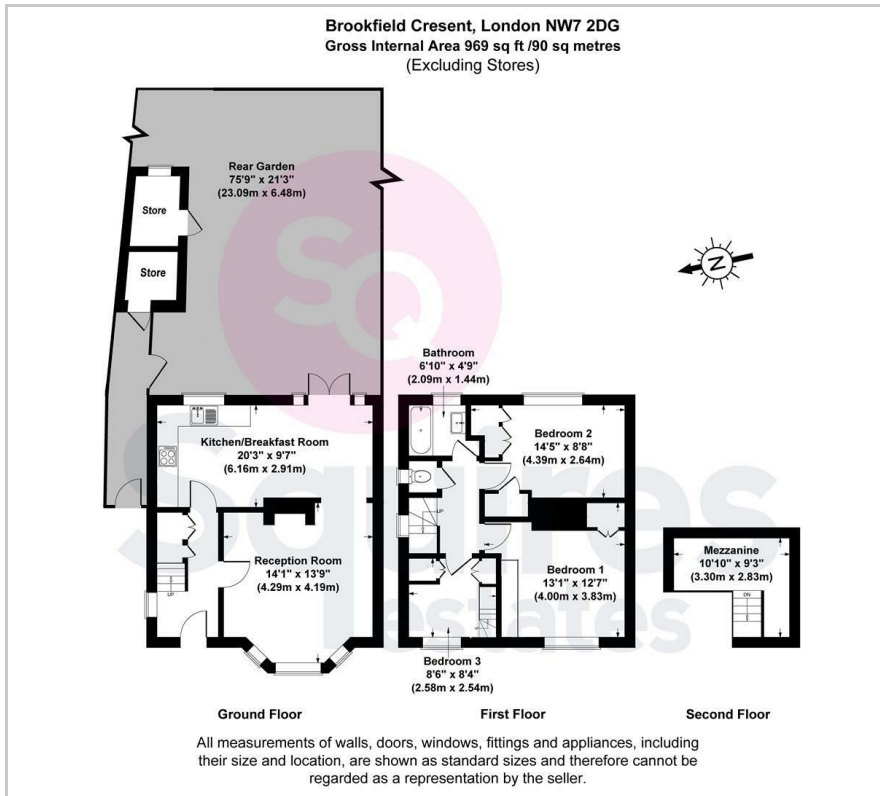 Brookfield Cresent, London NW7 2DG
Gross Internal Area 969 sq ft /90 sq metres
(Excluding Stores)
Rear Garden
75'9" x 21'3"
(23.09m x 6.48m)
Store
Store
N
SQ
Squires
estates
Bathroom
6'10" x 4'9"
(2.09m x 1.44m)
Kitchen/Breakfast Room
20'3" x 9'7"
(6.16m x 2.91m)
Bedroom 2
14'5" x 8'8"
(4.39m x 2.64m)
UP
Reception Room
14'1" x 13'9"
(4.29m x 4.19m)
UP
Bedroom 1
13'1" x 12'7"
(4.00m x 3.83m)
UP
Mezzanine
10'10" x 9'3"
(3.30m x 2.83m)
DN
Bedroom 3
8'6" x 8'4"
(2.58m x 2.54m)
Ground Floor
First Floor
Second Floor
All measurements of walls, doors, windows, fittings and appliances, including
their size and location, are shown as standard sizes and therefore cannot be
regarded as a representation by the seller.